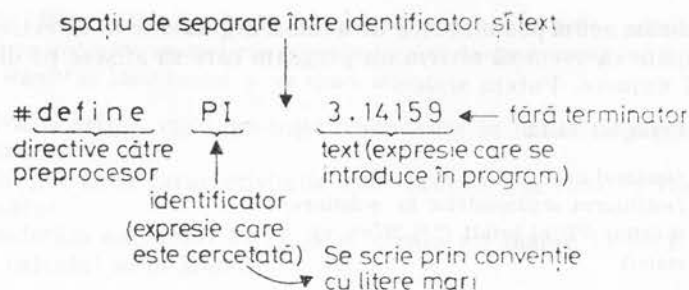 spațiu de separare între identificator și text
#define PI 3 14159 fără terminator
directive către
preprocesor
text (expresie care se
introduce în program)
identificator
(expresie care
este cercetată)
Se scrie prin convenție
cu litere mari